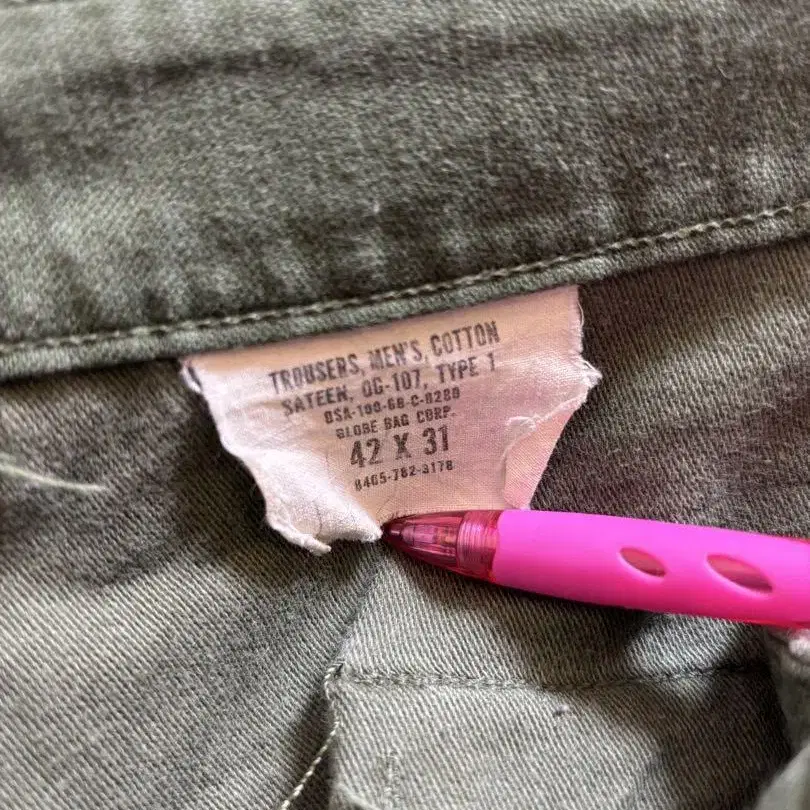 TROUSERS, MEN'S, COTTON
SATEEN, OG-107, TYPE 1
DSA-100-68-C-0280
GLOBE BAG CORP.
42 X 31
8405-782-3178